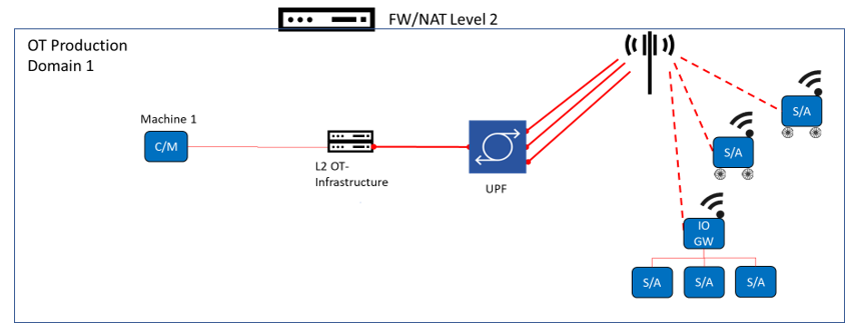 FW/NAT Level 2
OT Production
Domain 1
Machine 1
C/M
L2 OT-
Infrastructure
UPF
S/A
S/A
IO
GW
S/A
S/A
S/A